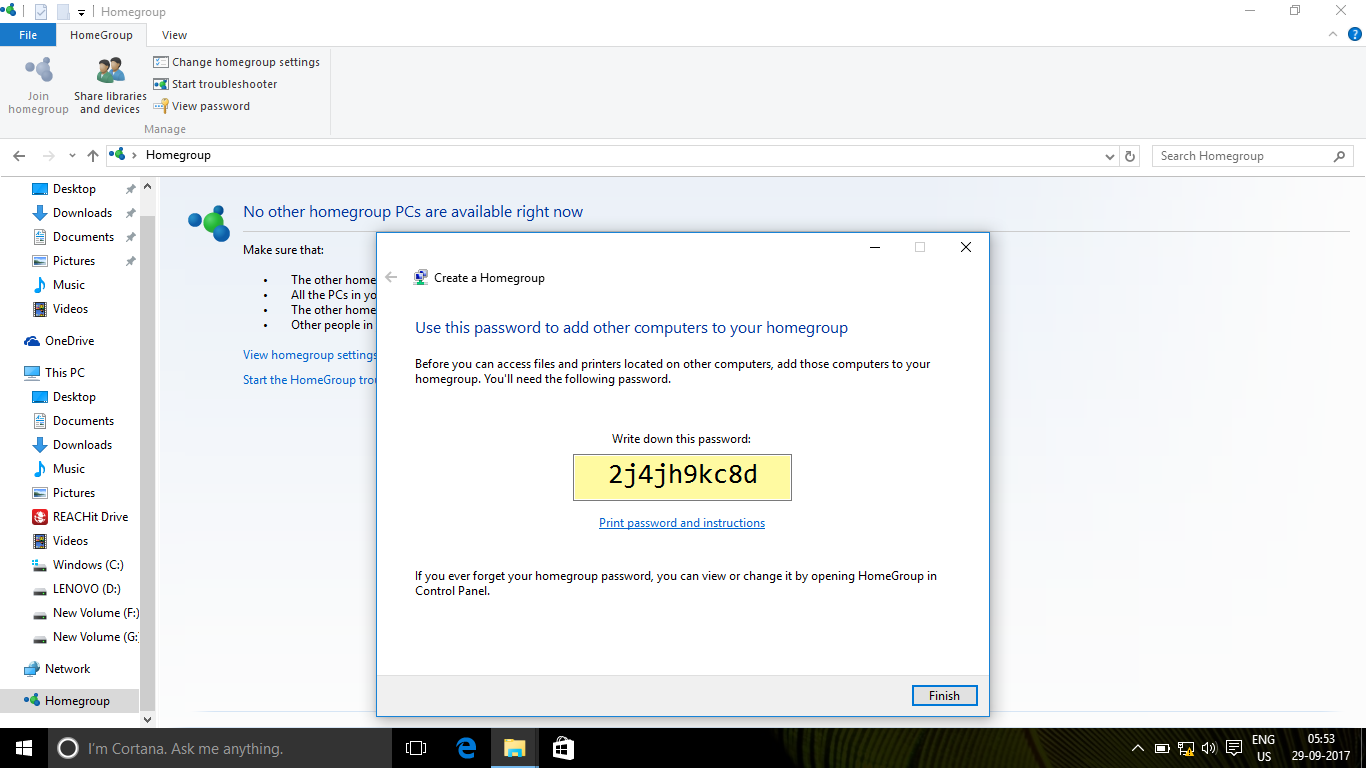 Homegroup
File HomeGroup View
Join homegroup
Share libraries and devices
Change homegroup settings
Start troubleshooter
View password
Manage
Homegroup
Search Homegroup
Desktop
Downloads
Documents
Pictures
Music
Videos
OneDrive
This PC
Desktop
Documents
Downloads
Music
Pictures
REACHit Drive
Videos
Windows (C:)
LENOVO (D:)
New Volume (F:)
New Volume (G:
Network
Homegroup
No other homegroup PCs are available right now
Make sure that:
• The other home
• All the PCs in yo
• The other home
• Other people in
View homegroup settings
Start the HomeGroup trou
Create a Homegroup
Use this password to add other computers to your homegroup
Before you can access files and printers located on other computers, add those computers to your
homegroup. You'll need the following password.
Write down this password:
2j4jh9kc8d
Print password and instructions
If you ever forget your homegroup password, you can view or change it by opening HomeGroup in
Control Panel.
Finish
I'm Cortana. Ask me anything.
ENG
US
05:53
29-09-2017